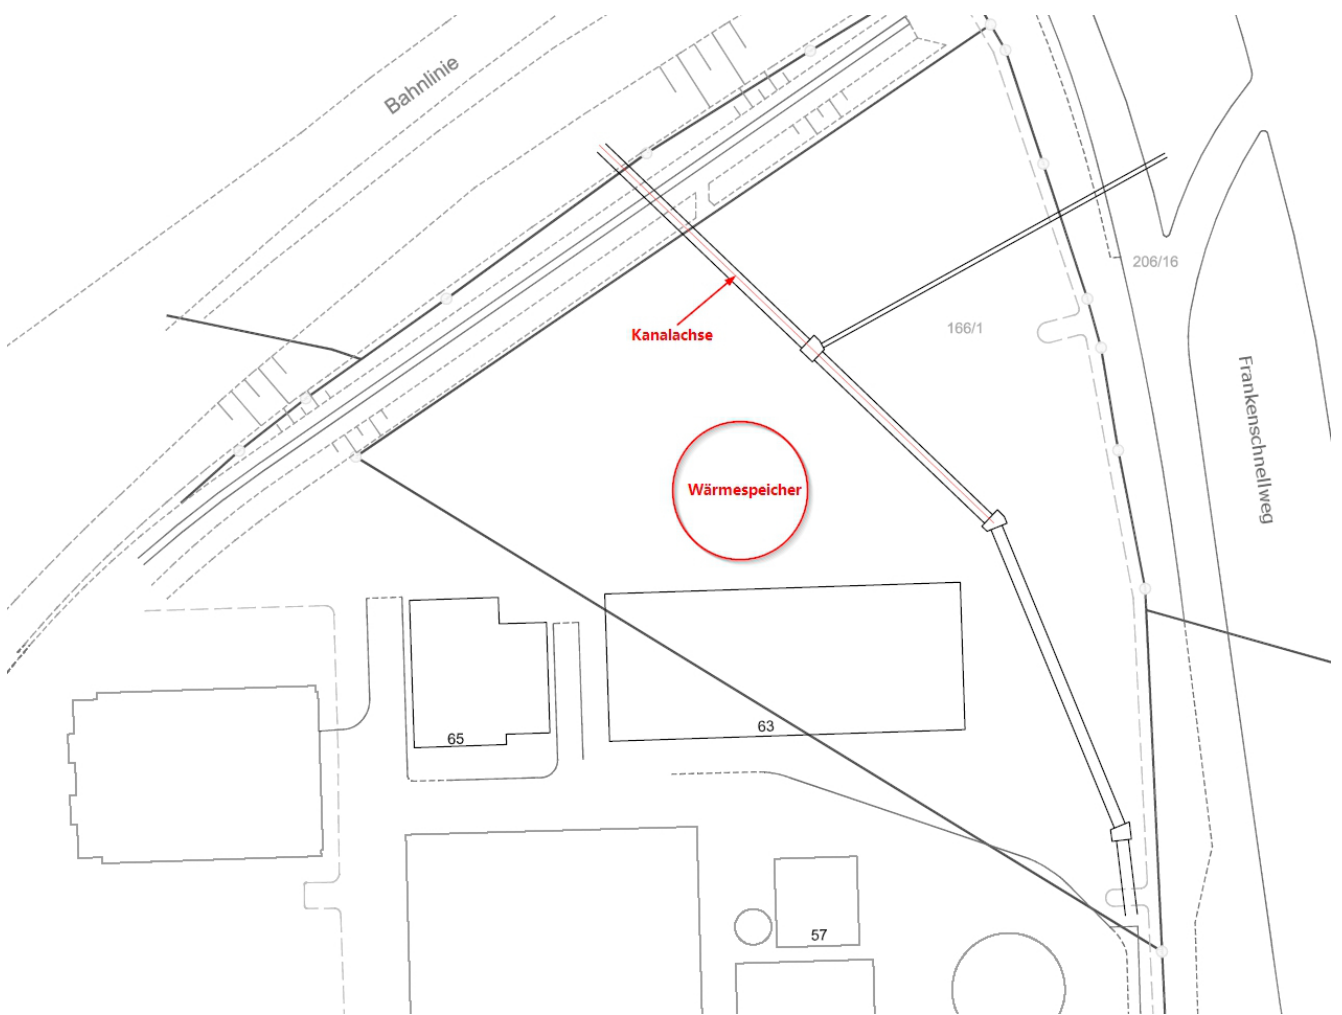 Bahnlinie
206/16
166/1
Kanalachse
Frankenschnellweg
Wärmespeicher
65
63
57